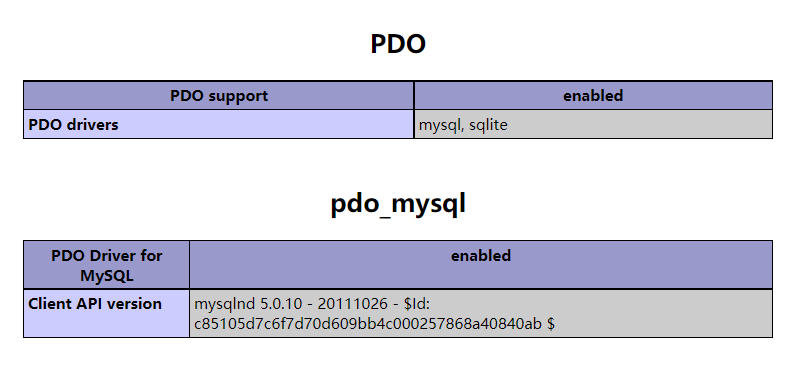 PDO
PDO support enabled
PDO drivers mysql, sqlite
pdo_mysql
PDO Driver for MySQL enabled
Client API version mysqlnd 5.0.10 - 20111026 - $Id:
c85105d7c6f7d70d609bb4c000257868a40840ab $